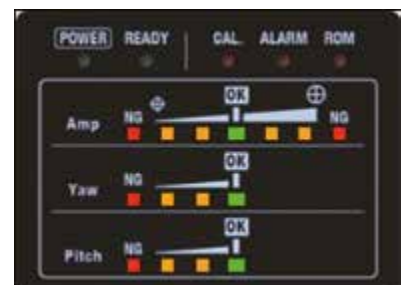 POWER READY CAL. ALARM ROM
OK
Amp NG NG
OK
Yaw NG
OK
Pitch NG